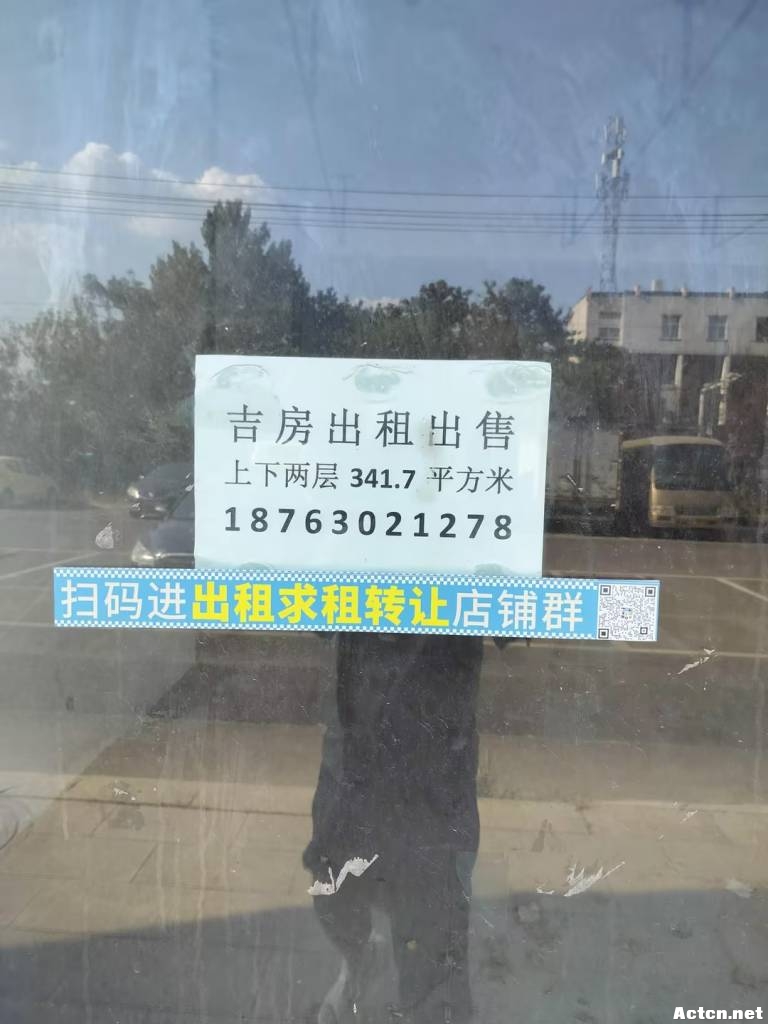 吉房出租出售
上下两层 341.7 平方米
18763021278
扫码进出租求租转让店铺群
Actcn.net